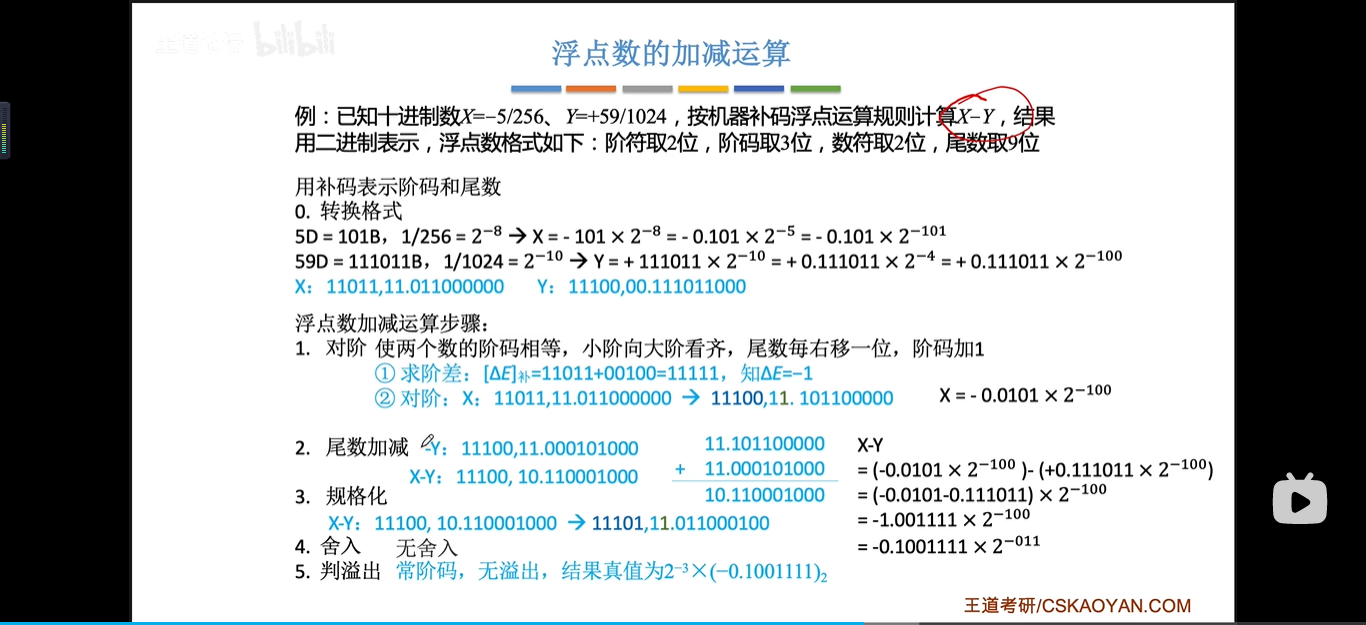 bilibili
浮点数的加减运算
例：已知十进制数X=−5/256、Y=+59/1024，按机器补码浮点运算规则计算X−Y，结果
用二进制表示，浮点数格式如下：阶符取2位，阶码取3位，数符取2位，尾数取9位
用补码表示阶码和尾数
0. 转换格式
5D = 101B，1/256 = 2⁻⁸ → X = - 101 × 2⁻⁸ = - 0.101 × 2⁻⁵ = - 0.101 × 2⁻¹⁰¹
59D = 111011B，1/1024 = 2⁻¹⁰ → Y = + 111011 × 2⁻¹⁰ = + 0.111011 × 2⁻⁴ = + 0.111011 × 2⁻¹⁰⁰
X： 11011,11.011000000 Y： 11100,00.111011000
浮点数加减运算步骤：
1. 对阶 使两个数的阶码相等，小阶向大阶看齐，尾数每右移一位，阶码加1
① 求阶差：[ΔE]补=11011+00100=11111，知ΔE=−1
② 对阶：X： 11011,11.011000000 → 11100,11. 101100000 X = - 0.0101 × 2⁻¹⁰⁰
2. 尾数加减 -Y： 11100,11.000101000 11.101100000 X-Y
+ 11.000101000 = (-0.0101 × 2⁻¹⁰⁰ )- (+0.111011 × 2⁻¹⁰⁰)
X-Y： 11100, 10.110001000 10.110001000 = (-0.0101-0.111011) × 2⁻¹⁰⁰
3. 规格化
X-Y： 11100, 10.110001000 → 11101,11.011000100 = -1.001111 × 2⁻¹⁰⁰
4. 舍入 无舍入 = -0.1001111 × 2⁻⁰¹¹
5. 判溢出 常阶码，无溢出，结果真值为2⁻³×(−0.1001111)₂
王道考研/CSKAOYAN.COM